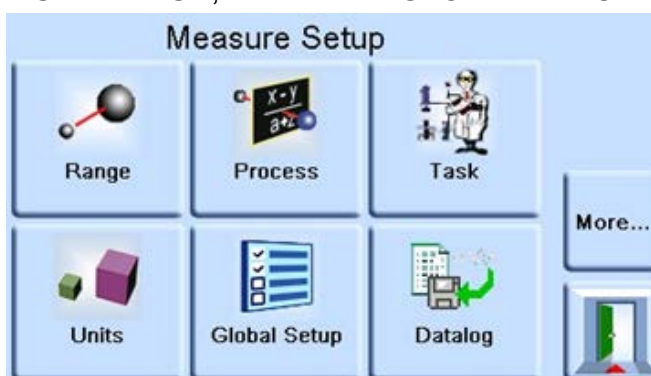 Measure Setup
x-y
a+z
Range
Process
Task
More...
Units
Global Setup
Datalog